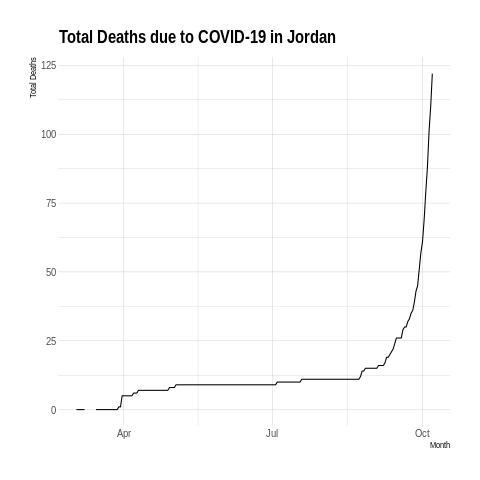 Total Deaths due to COVID-19 in Jordan
Total Deaths
125
100
75
50
25
0
Apr
Jul
Oct
Month